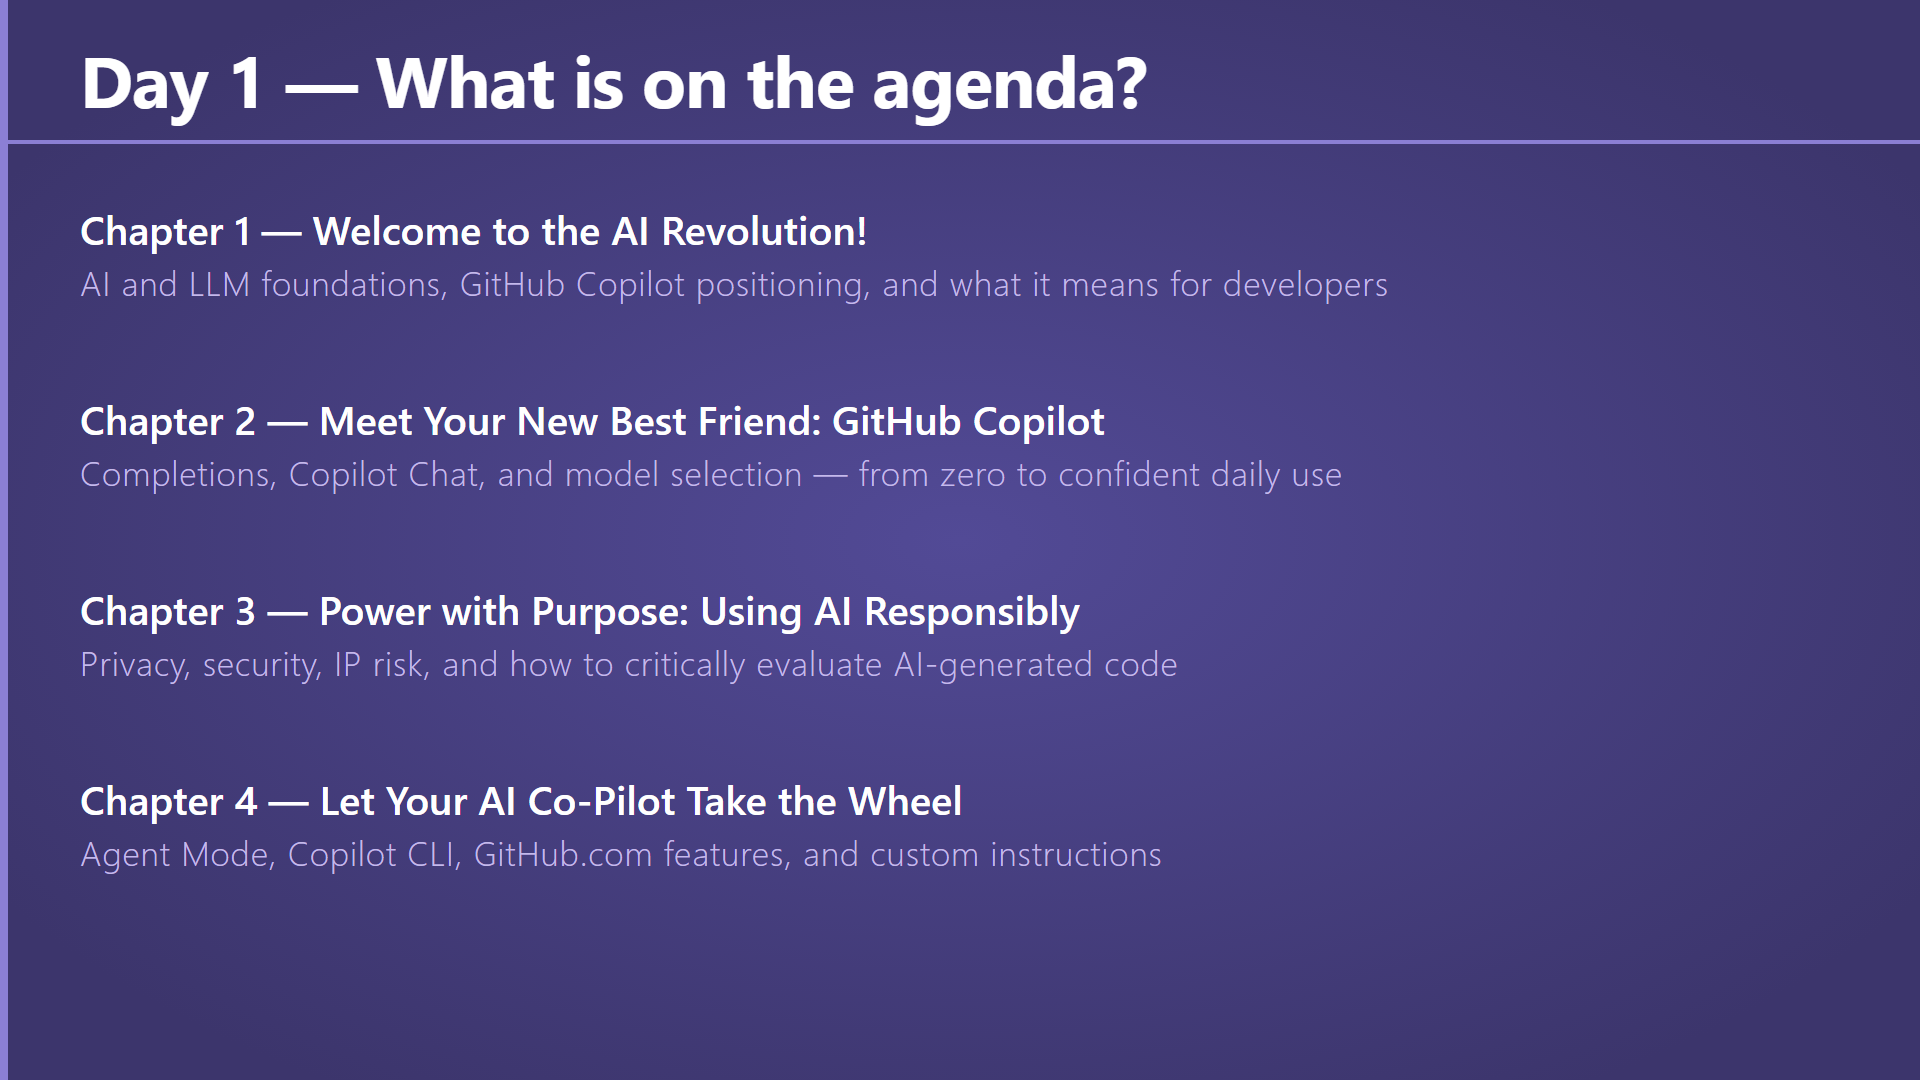 Day 1 — What is on the agenda?
Chapter 1 — Welcome to the AI Revolution!
AI and LLM foundations, GitHub Copilot positioning, and what it means for developers
Chapter 2 — Meet Your New Best Friend: GitHub Copilot
Completions, Copilot Chat, and model selection — from zero to confident daily use
Chapter 3 — Power with Purpose: Using AI Responsibly
Privacy, security, IP risk, and how to critically evaluate AI-generated code
Chapter 4 — Let Your AI Co-Pilot Take the Wheel
Agent Mode, Copilot CLI, GitHub.com features, and custom instructions